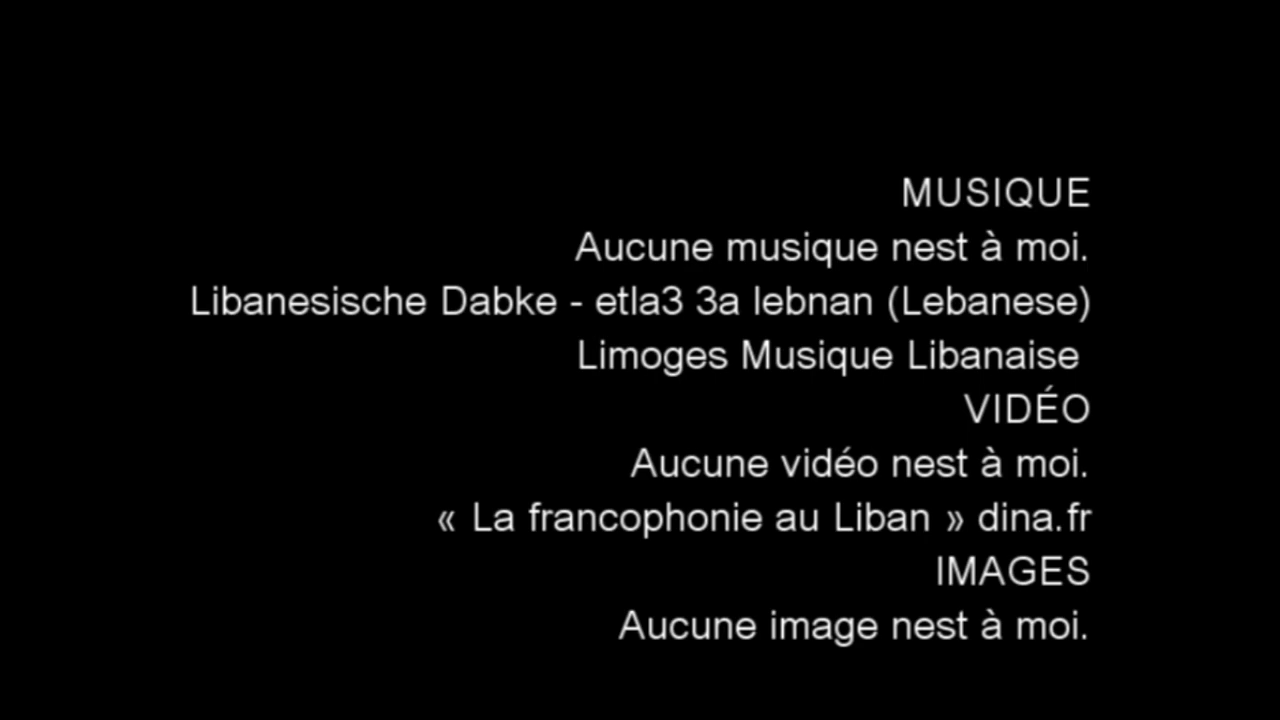 MUSIQUE
Aucune musique nest à moi.
Libanesische Dabke - etla3 3a lebnan (Lebanese)
Limoges Musique Libanaise
VIDÉO
Aucune vidéo nest à moi.
« La francophonie au Liban » dina.fr
IMAGES
Aucune image nest à moi.